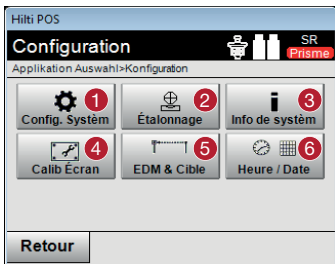 Hilti POS
Configuration
SR
Prisme
Applikation Auswahl>Konfiguration
1
Config. Systèm
2
Étalonnage
3
Info de systèm
4
Calib Écran
5
EDM & Cible
6
Heure / Date
Retour